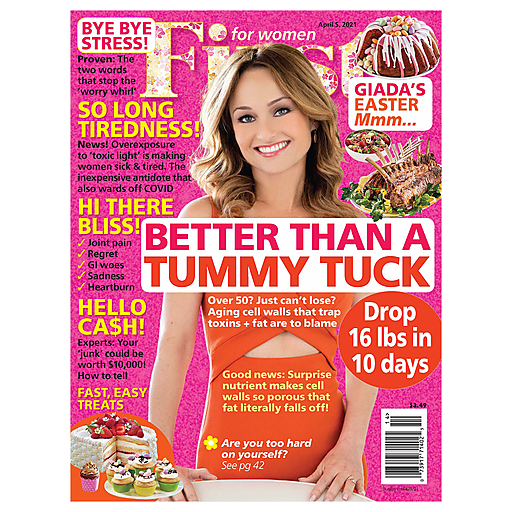 BYE BYE
STRESS!
Proven: The
two words
that stop the
'worry whirl'
First
for women
April 5, 2021
GIADA'S
EASTER
Mmm...
SO LONG
TIREDNESS!
News! Overexposure
to 'toxic light' is making
women sick & tired. The
inexpensive antidote that
also wards off COVID
HI THERE
BLISS!
✓ Joint pain
✓ Regret
✓ GI woes
✓ Sadness
✓ Heartburn
BETTER THAN A
TUMMY TUCK
Over 50? Just can't lose?
Aging cell walls that trap
toxins + fat are to blame
Drop
16 lbs in
10 days
HELLO
CA$H!
Experts: Your
'junk' could be
worth $10,000!
How to tell
Good news: Surprise
nutrient makes cell
walls so porous that
fat literally falls off!
FAST, EASY
TREATS
Are you too hard
on yourself?
See pg 42
$3.49
14